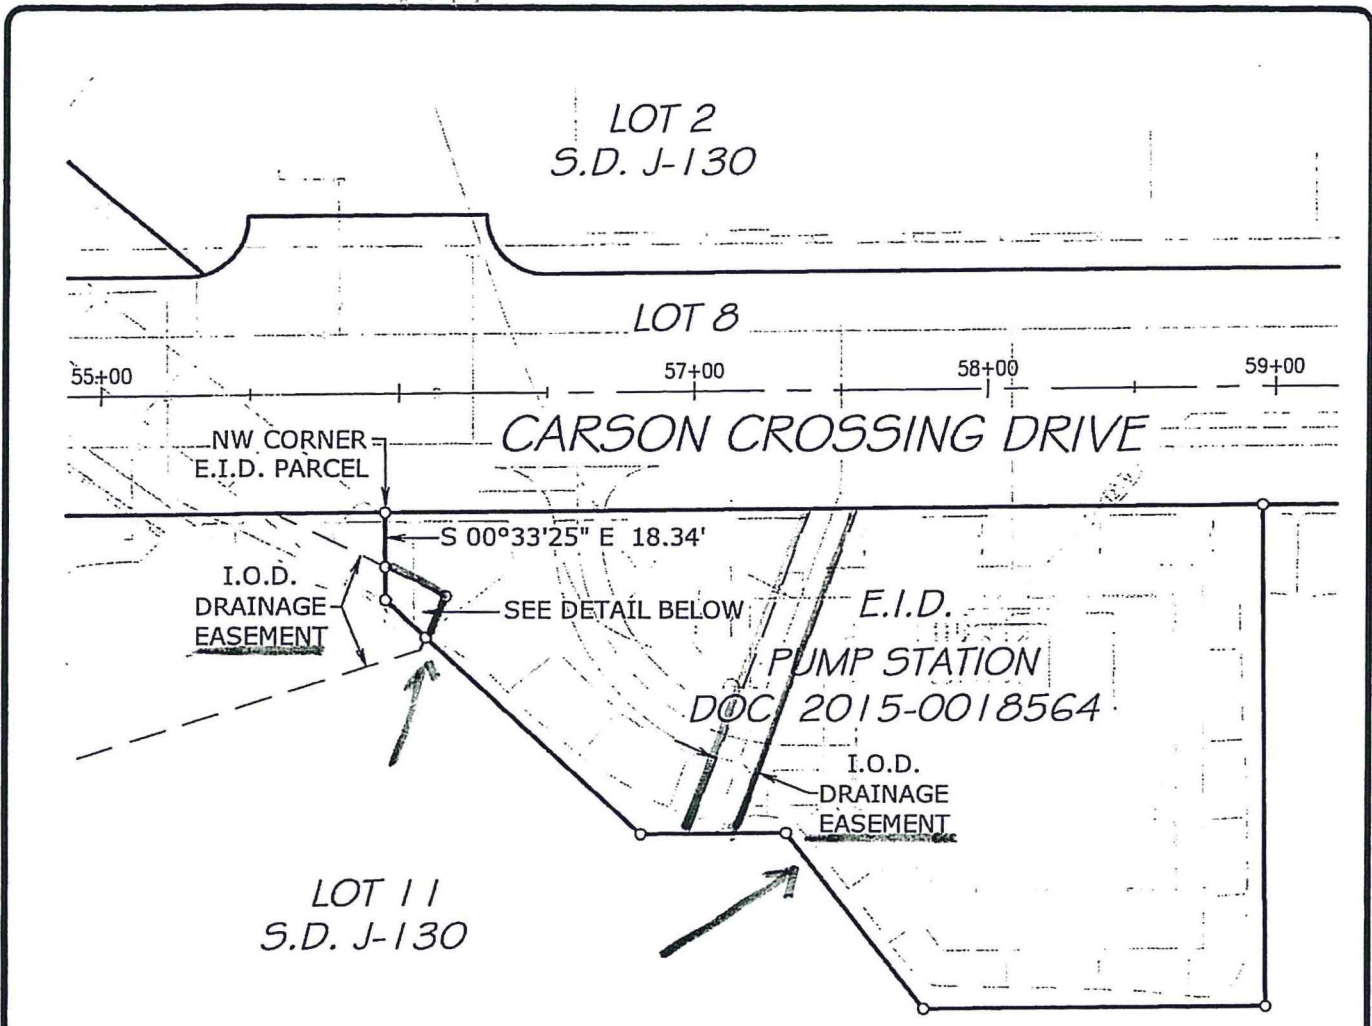 LOT 2
S.D. J-130
LOT 8
55+00
57+00
58+00
59+00
CARSON CROSSING DRIVE
NW CORNER
E.I.D. PARCEL
S 00°33'25" E 18.34'
I.O.D.
DRAINAGE
EASEMENT
SEE DETAIL BELOW
E.I.D.
PUMP STATION
DOC 2015-0018564
I.O.D.
DRAINAGE
EASEMENT
LOT 11
S.D. J-130